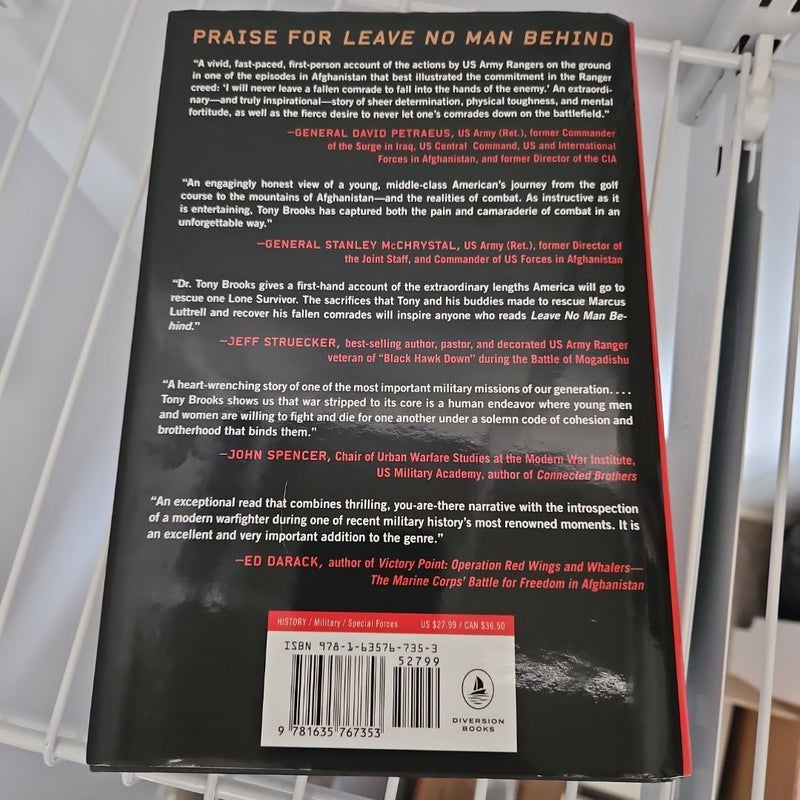 PRAISE FOR LEAVE NO MAN BEHIND
"A vivid, fast-paced, first-person account of the actions by US Army Rangers on the ground
in one of the episodes in Afghanistan that best illustrated the commitment in the Ranger
creed: 'I will never leave a fallen comrade to fall into the hands of the enemy.' An extraordi-
nary—and truly inspirational—story of sheer determination, physical toughness, and mental
fortitude, as well as the fierce desire to never let one's comrades down on the battlefield."
—GENERAL DAVID PETRAEUS, US Army (Ret.), former Commander
of the Surge in Iraq, US Central Command, US and International
Forces in Afghanistan, and former Director of the CIA
"An engagingly honest view of a young, middle-class American's journey from the golf
course to the mountains of Afghanistan—and the realities of combat. As instructive as it
is entertaining, Tony Brooks has captured both the pain and camaraderie of combat in an
unforgettable way."
—GENERAL STANLEY McCHRYSTAL, US Army (Ret.), former Director of
the Joint Staff, and Commander of US Forces in Afghanistan
"Dr. Tony Brooks gives a first-hand account of the extraordinary lengths America will go to
rescue one Lone Survivor. The sacrifices that Tony and his buddies made to rescue Marcus
Luttrell and recover his fallen comrades will inspire anyone who reads Leave No Man Be-
hind."
—JEFF STRUECKER, best-selling author, pastor, and decorated US Army Ranger
veteran of "Black Hawk Down" during the Battle of Mogadishu
"A heart-wrenching story of one of the most important military missions of our generation. . . .
Tony Brooks shows us that war stripped to its core is a human endeavor where young men
and women are willing to fight and die for one another under a solemn code of cohesion and
brotherhood that binds them."
—JOHN SPENCER, Chair of Urban Warfare Studies at the Modern War Institute,
US Military Academy, author of Connected Brothers
"An exceptional read that combines thrilling, you-are-there narrative with the introspection
of a modern warfighter during one of recent military history's most renowned moments. It is
an excellent and very important addition to the genre."
—ED DARACK, author of Victory Point: Operation Red Wings and Whalers—
The Marine Corps' Battle for Freedom in Afghanistan
HISTORY / Military / Special Forces US $27.99 / CAN $36.50
ISBN 978-1-63576-735-3
52799
9 781635 767353
DIVERSION
BOOKS